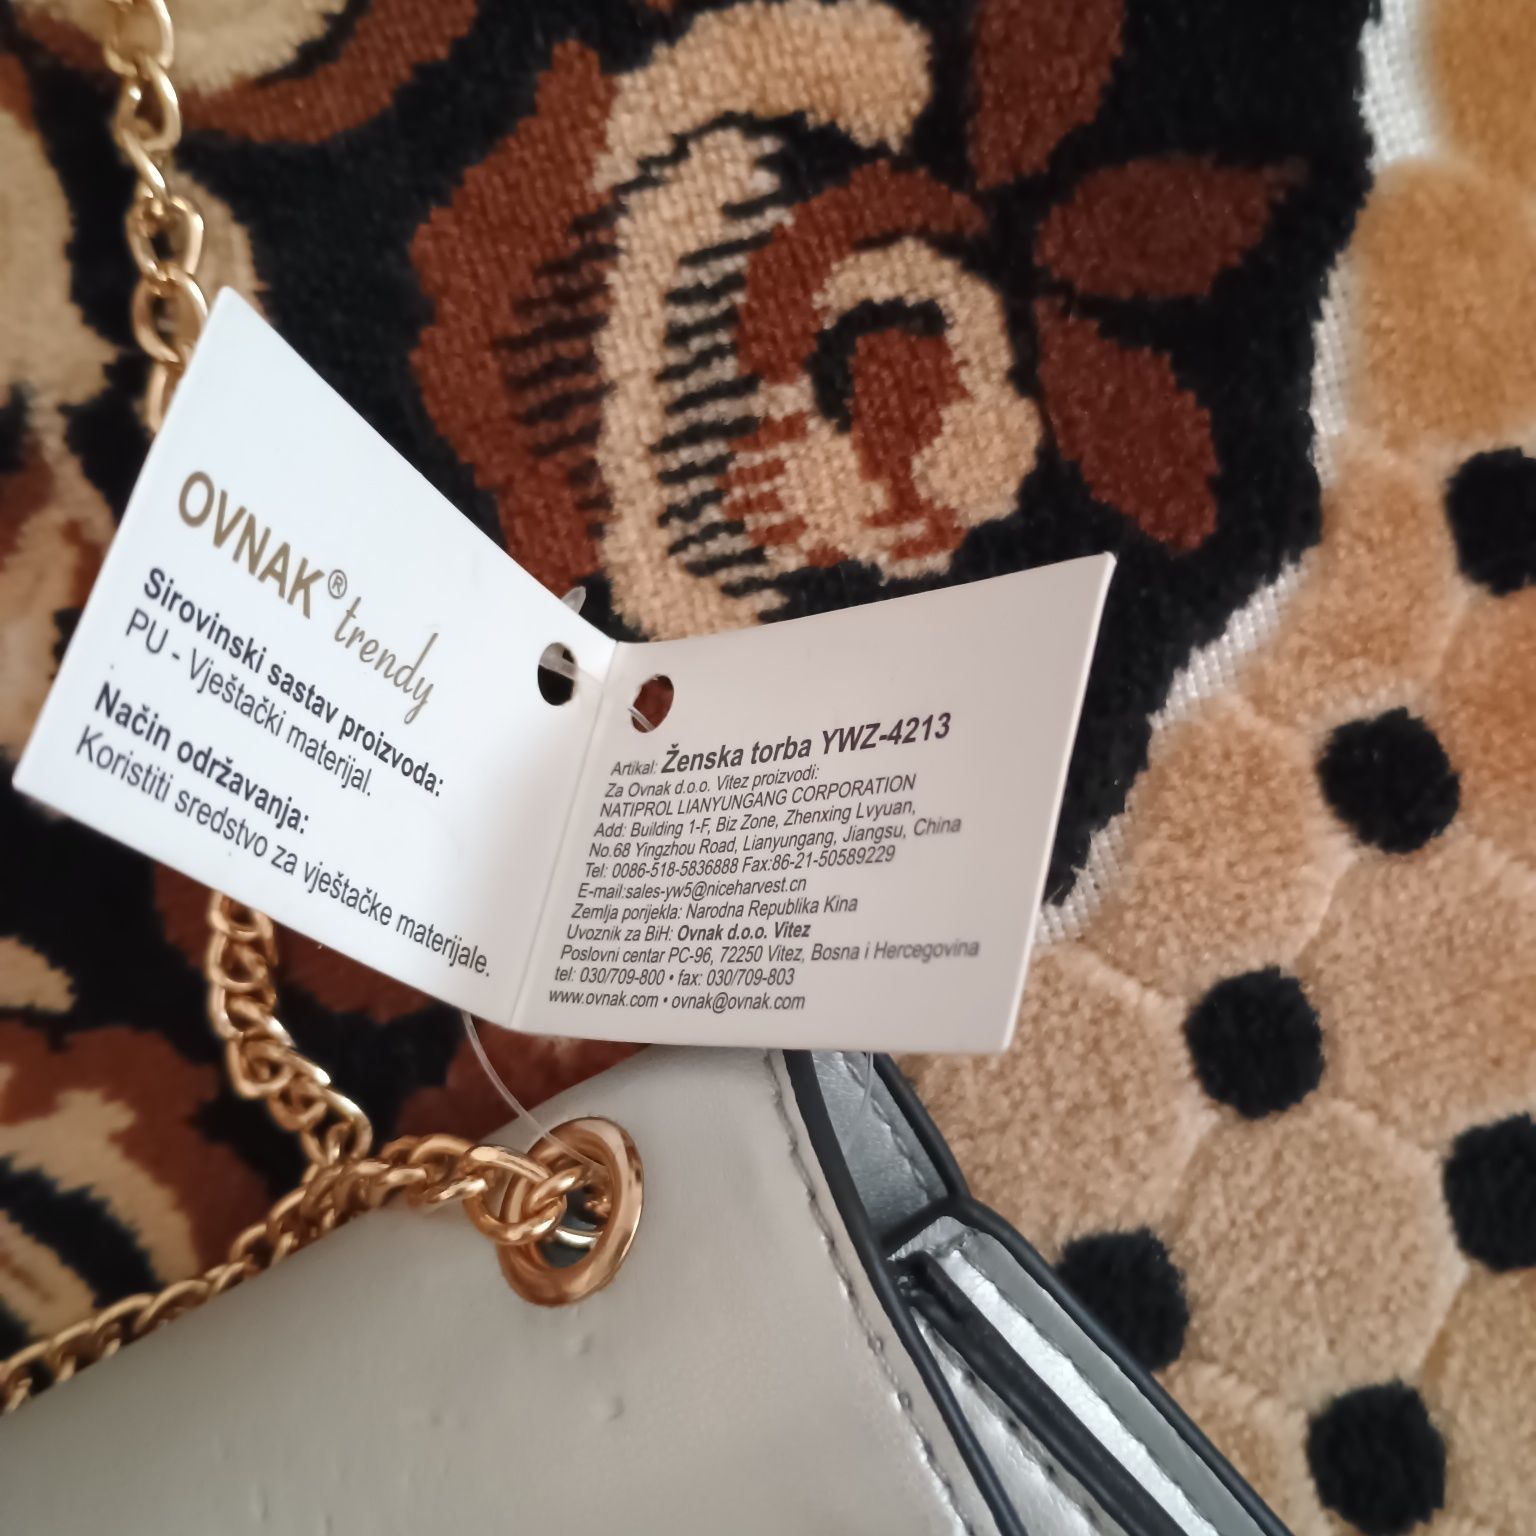 OVNAK® trendy
Sirovinski sastav proizvoda:
PU - Vještački materijal.
Način održavanja:
Koristiti sredstvo za vještačke materijale.
Artikal: Ženska torba YWZ-4213
Za Ovnak d.o.o. Vitez proizvodi:
NATIPROL LIANYUNGANG CORPORATION
Add: Building 1-F, Biz Zone, Zhenxing Lvyuan,
No.68 Yingzhou Road, Lianyungang, Jiangsu, China
Tel: 0086-518-5836888 Fax:86-21-50589229
E-mail:sales-yw5@niceharvest.cn
Zemlja porijekla: Narodna Republika Kina
Uvoznik za BiH: Ovnak d.o.o. Vitez
Poslovni centar PC-96, 72250 Vitez, Bosna i Hercegovina
tel: 030/709-800 • fax: 030/709-803
www.ovnak.com • ovnak@ovnak.com